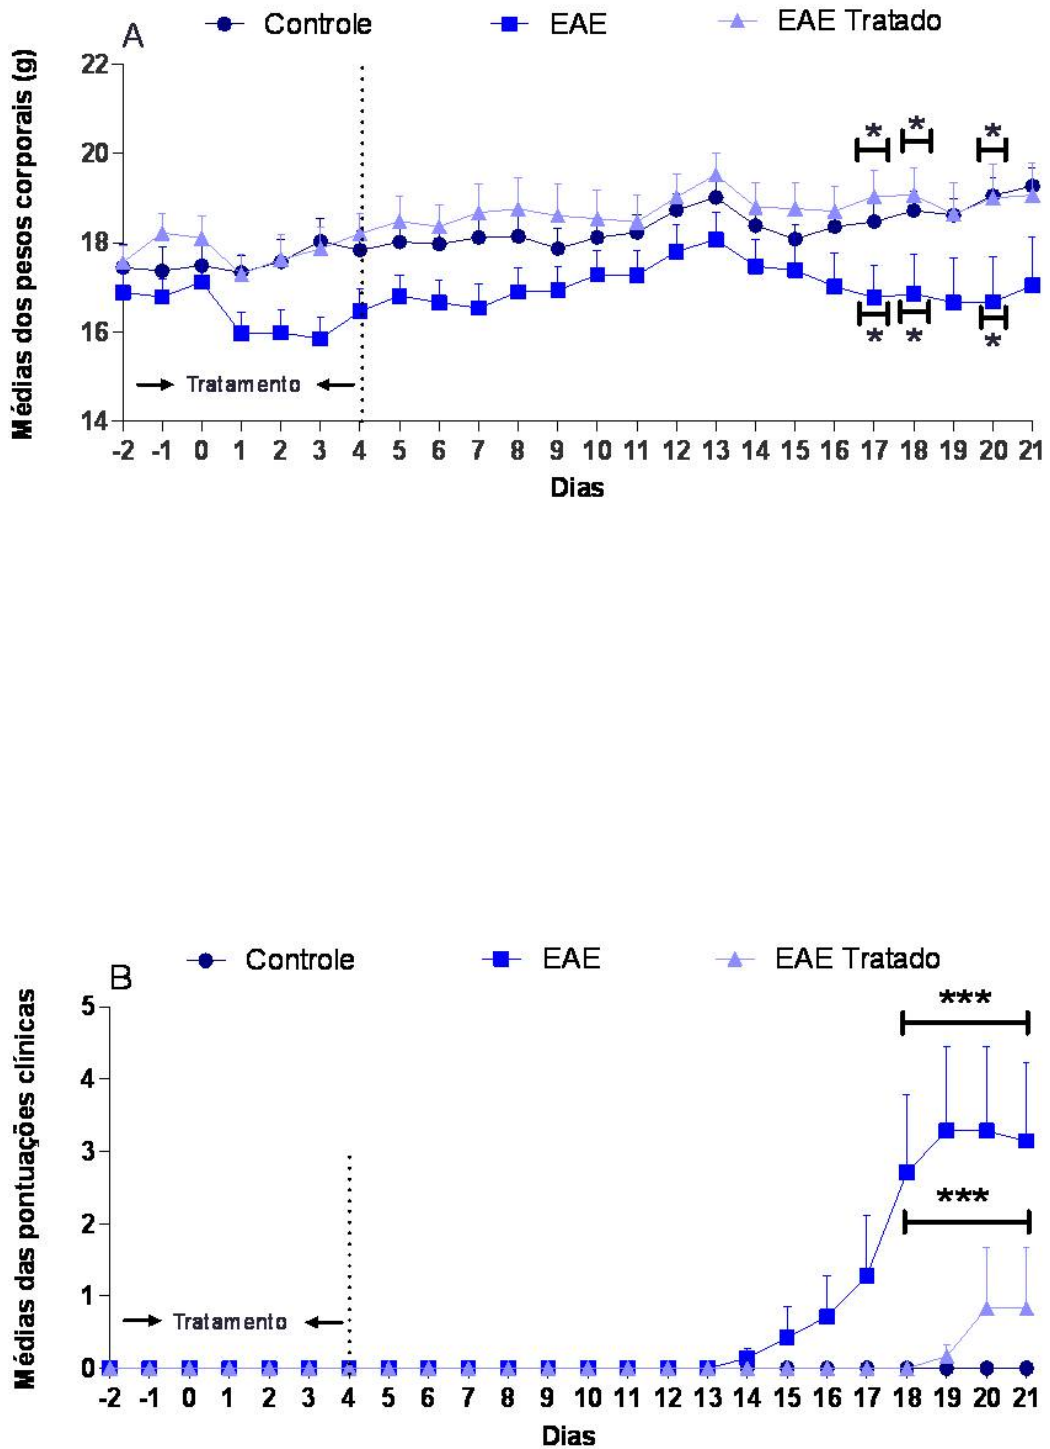 A
Controle EAE EAE Tratado
Médias dos pesos corporais (g)
22
20
18
16
14
* * *
* * *
Tratamento
-2 -1 0 1 2 3 4 5 6 7 8 9 10 11 12 13 14 15 16 17 18 19 20 21
Dias
Controle EAE EAE Tratado
B
Médias das pontuações clínicas
5
4
3
2
1
0
***
***
Tratamento
-2 -1 0 1 2 3 4 5 6 7 8 9 10 11 12 13 14 15 16 17 18 19 20 21
Dias